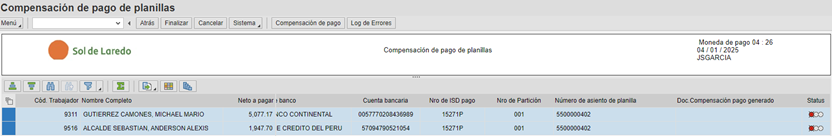 Compensación de pago de planillas
Menú Atrás Finalizar Cancelar Sistema Compensación de pago Log de Errores
Sol de Laredo
Compensación de pago de planillas
Moneda de pago 04 : 26
04 / 01 / 2025
JSGARCIA
Cód. Trabajador Nombre Completo Neto a pagar banco Cuenta bancaria Nro de ISD pago Nro de Partición Número de asiento de planilla Doc.Compensación pago generado Status
9311 GUTIERREZ CAMONES, MICHAEL MARIO 5,077.17 NCO CONTINENTAL 0057770208436989 15271P 001 5500000402
9516 ALCALDE SEBASTIAN, ANDERSON ALEXIS 1,947.70 E CREDITO DEL PERU 57094790521054 15271P 001 5500000402